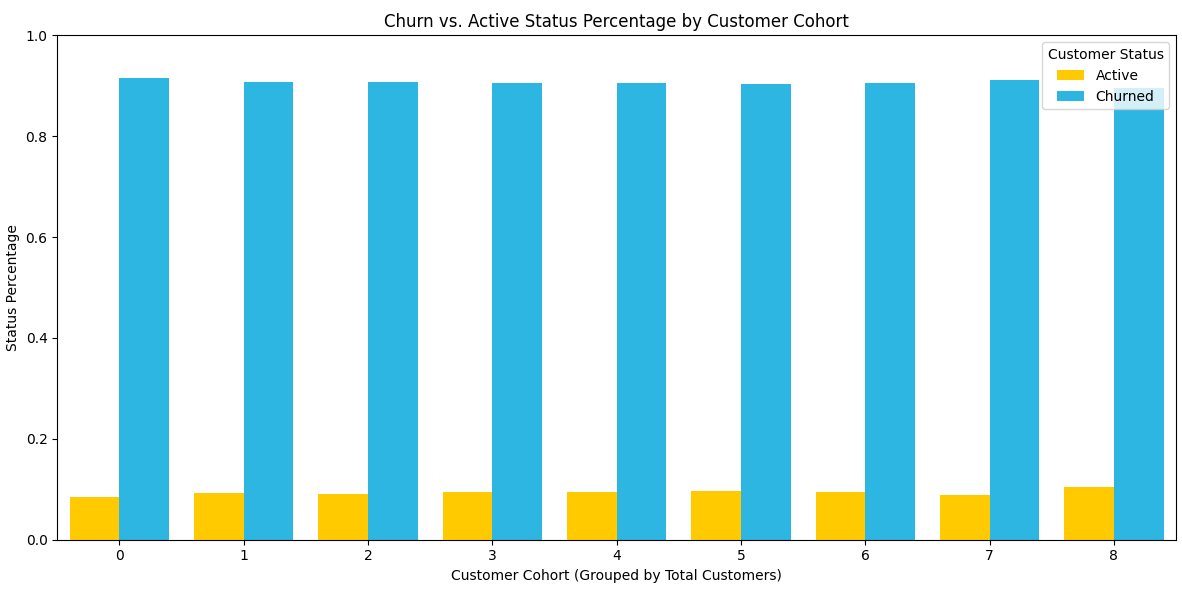 Churn vs. Active Status Percentage by Customer Cohort
1.0
0.8
0.6
0.4
0.2
0.0
Status Percentage
Customer Status
Active
Churned
0 1 2 3 4 5 6 7 8
Customer Cohort (Grouped by Total Customers)